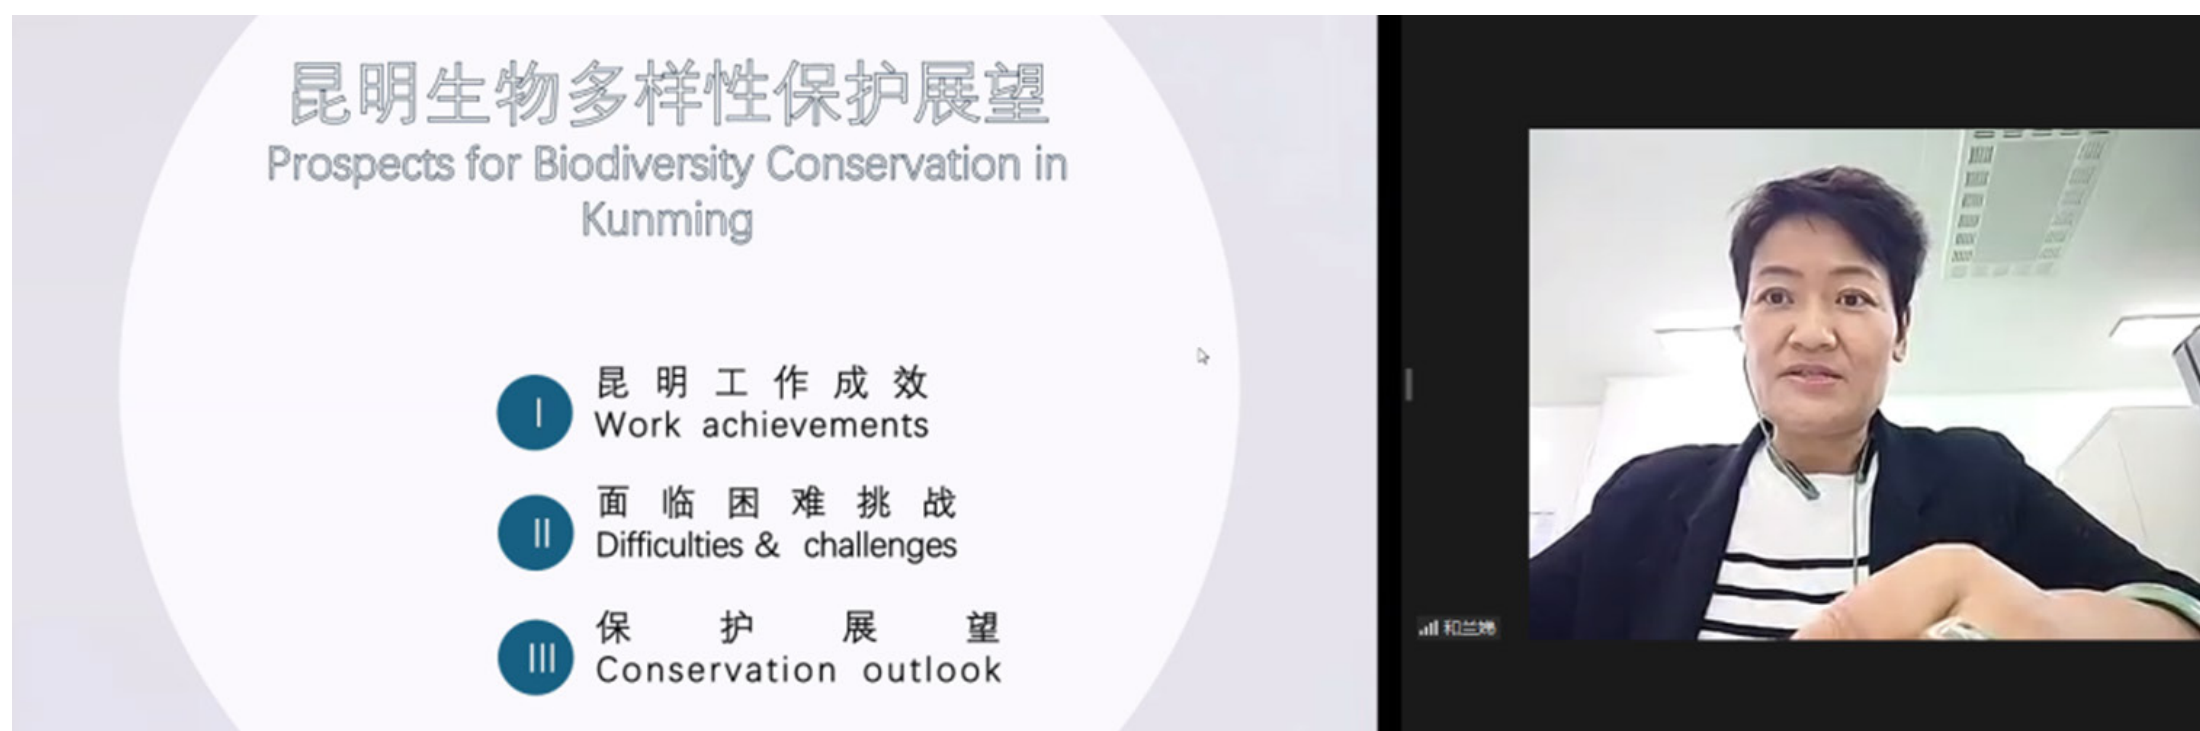 昆明生物多样性保护展望
Prospects for Biodiversity Conservation in
Kunming
I
昆明工作成效
Work achievements
II
面临困难挑战
Difficulties & challenges
III
保护展望
Conservation outlook
和兰娣